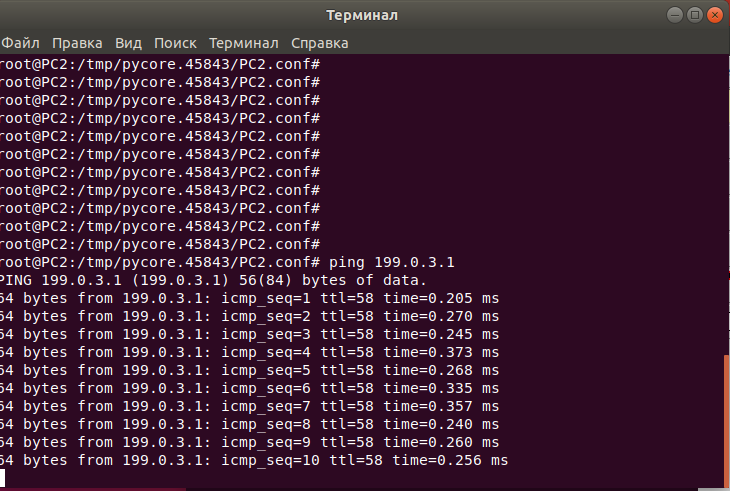 Терминал
Файл Правка Вид Поиск Терминал Справка
root@PC2:/tmp/pycore.45843/PC2.conf#
root@PC2:/tmp/pycore.45843/PC2.conf#
root@PC2:/tmp/pycore.45843/PC2.conf#
root@PC2:/tmp/pycore.45843/PC2.conf#
root@PC2:/tmp/pycore.45843/PC2.conf#
root@PC2:/tmp/pycore.45843/PC2.conf#
root@PC2:/tmp/pycore.45843/PC2.conf#
root@PC2:/tmp/pycore.45843/PC2.conf#
root@PC2:/tmp/pycore.45843/PC2.conf#
root@PC2:/tmp/pycore.45843/PC2.conf#
root@PC2:/tmp/pycore.45843/PC2.conf#
root@PC2:/tmp/pycore.45843/PC2.conf# ping 199.0.3.1
PING 199.0.3.1 (199.0.3.1) 56(84) bytes of data.
64 bytes from 199.0.3.1: icmp_seq=1 ttl=58 time=0.205 ms
64 bytes from 199.0.3.1: icmp_seq=2 ttl=58 time=0.270 ms
64 bytes from 199.0.3.1: icmp_seq=3 ttl=58 time=0.245 ms
64 bytes from 199.0.3.1: icmp_seq=4 ttl=58 time=0.373 ms
64 bytes from 199.0.3.1: icmp_seq=5 ttl=58 time=0.268 ms
64 bytes from 199.0.3.1: icmp_seq=6 ttl=58 time=0.335 ms
64 bytes from 199.0.3.1: icmp_seq=7 ttl=58 time=0.357 ms
64 bytes from 199.0.3.1: icmp_seq=8 ttl=58 time=0.240 ms
64 bytes from 199.0.3.1: icmp_seq=9 ttl=58 time=0.260 ms
64 bytes from 199.0.3.1: icmp_seq=10 ttl=58 time=0.256 ms